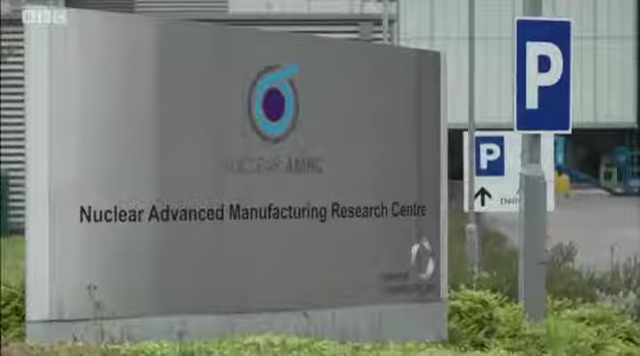 BBC
P
NUCLEAR AMRC
P
Nuclear Advanced Manufacturing Research Centre